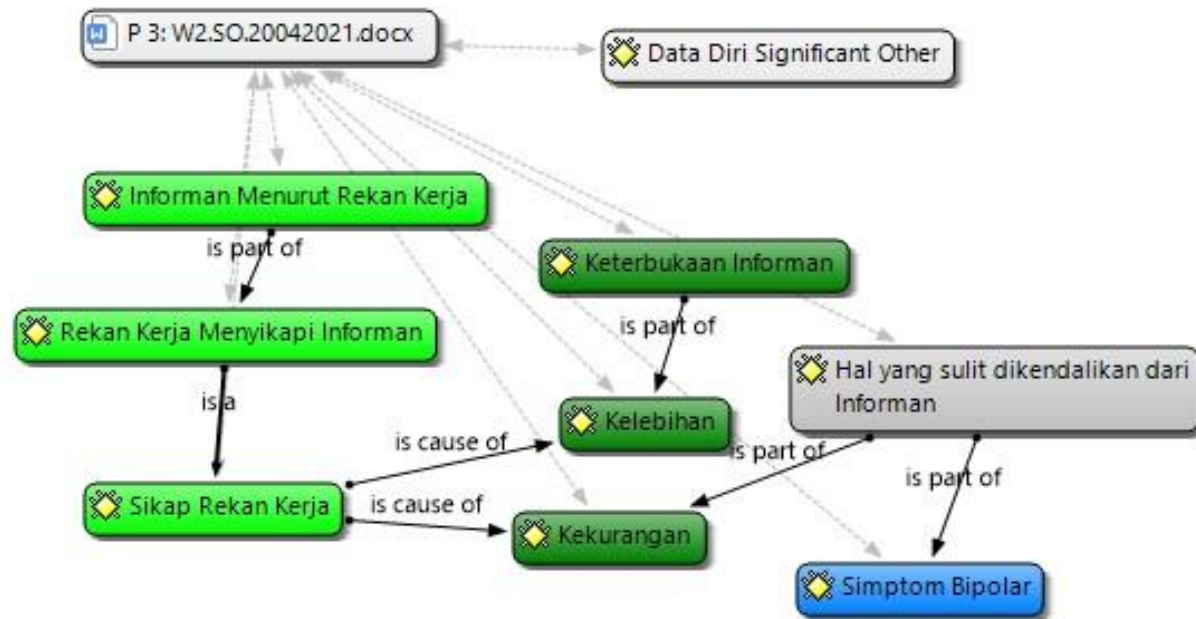 P 3: W2.SO.20042021.docx
Data Diri Significant Other
Informan Menurut Rekan Kerja
is part of
Keterbukaan Informan
Rekan Kerja Menyikapi Informan
is part of
Hal yang sulit dikendalikan dari
Informan
is a
Kelebihan
is cause of
is part of
is part of
Sikap Rekan Kerja
is cause of
Kekurangan
Simptom Bipolar